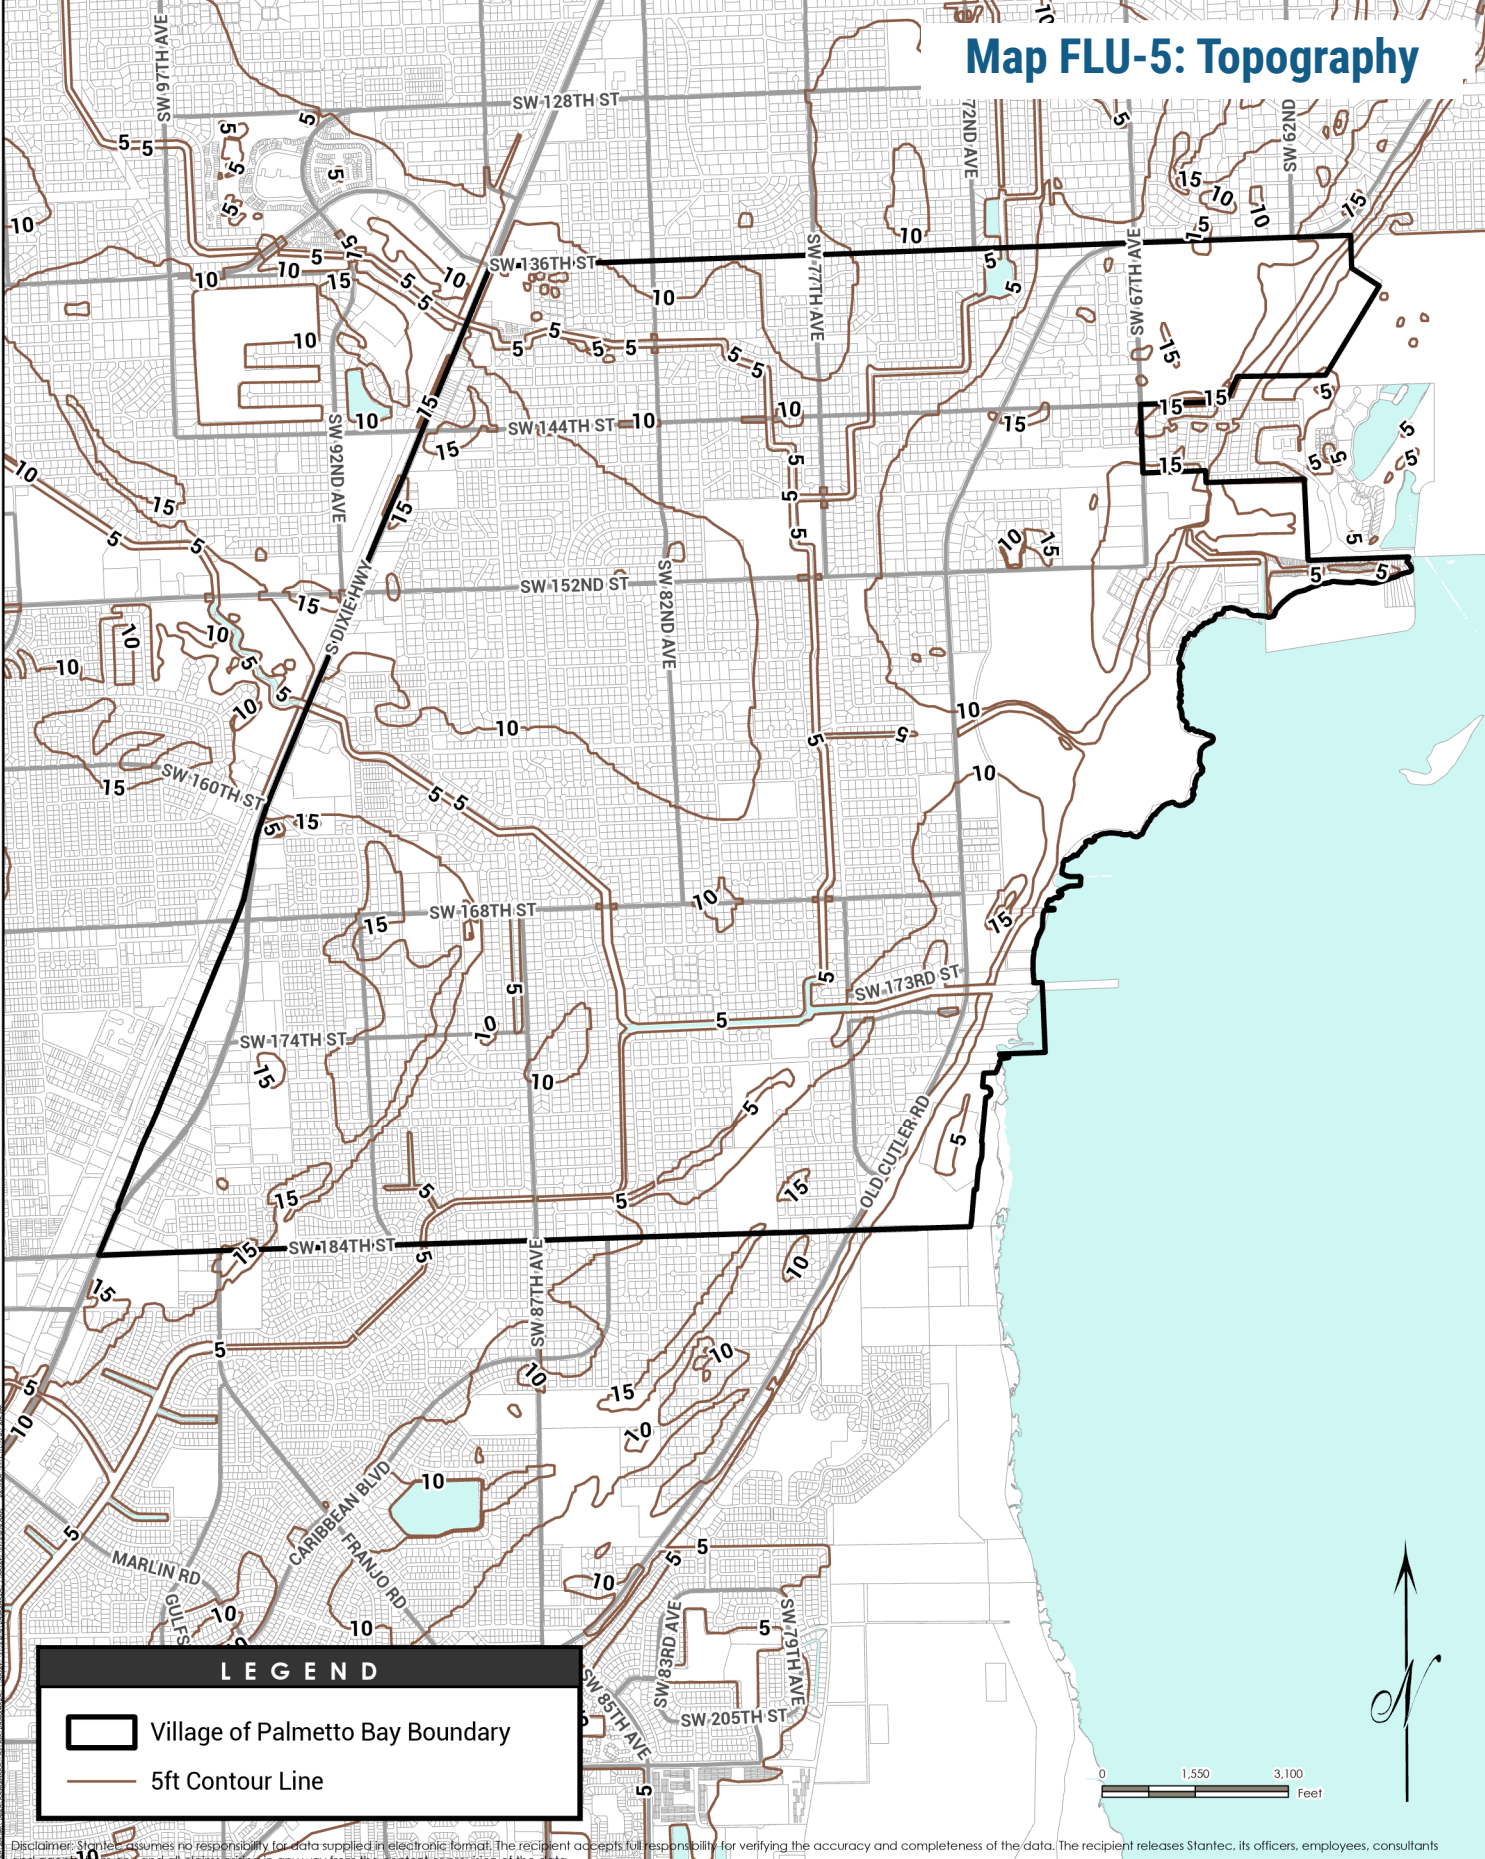 Map FLU-5: Topography
SW 97TH AVE
SW 128TH ST
72ND AVE
SW 62ND
SW 136TH ST
SW 77TH AVE
SW 67TH AVE
SW 92ND AVE
SW 144TH ST
S DIXIE HWY
SW 152ND ST
SW 82ND AVE
SW 160TH ST
SW 168TH ST
SW 173RD ST
SW 174TH ST
OLD CUTLER RD
SW 184TH ST
SW 87TH AVE
CARIBBEAN BLVD
FRANJO RD
MARLIN RD
GULFS
SW 83RD AVE
SW 79TH AVE
SW 85TH AVE
SW 205TH ST
5
10
15
N
0 1,550 3,100
Feet
LEGEND
Village of Palmetto Bay Boundary
5ft Contour Line
Disclaimer: Stantec assumes no responsibility for data supplied in electronic format. The recipient accepts full responsibility for verifying the accuracy and completeness of the data. The recipient releases Stantec, its officers, employees, consultants